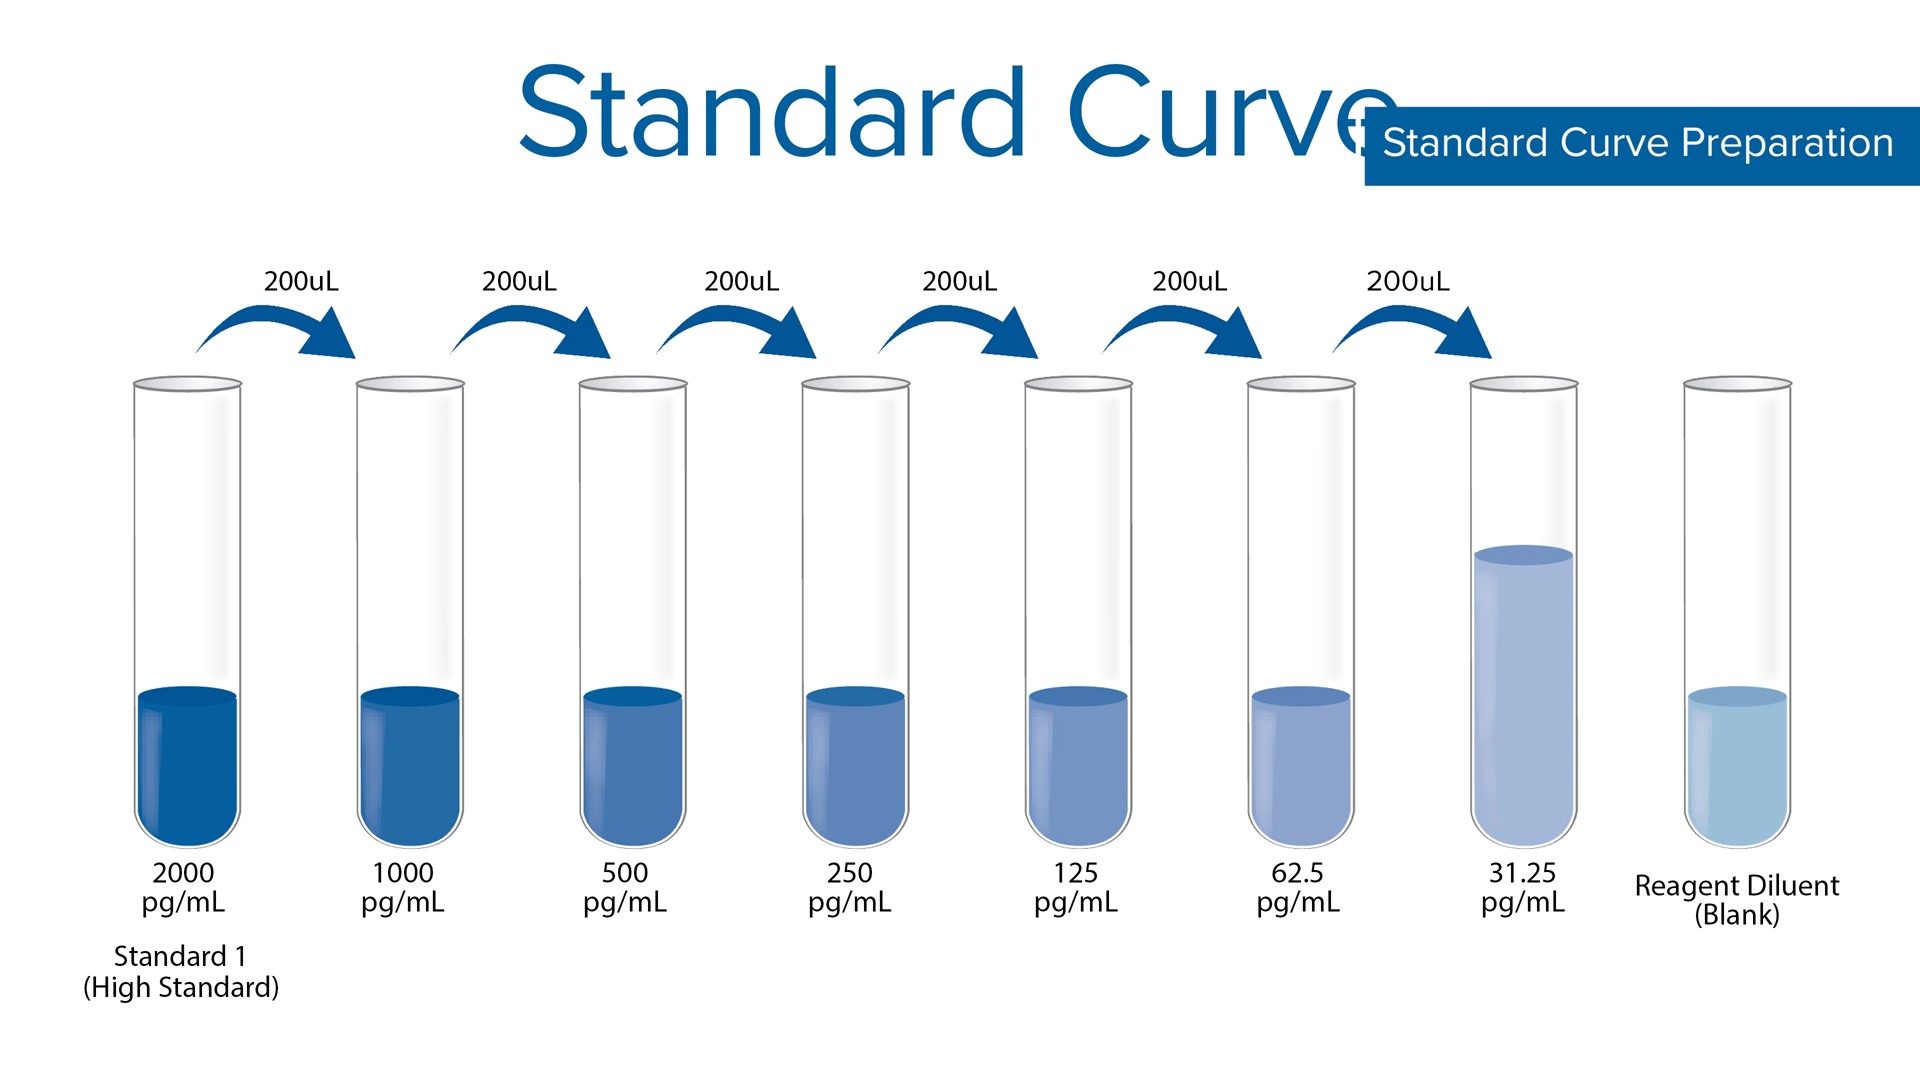 Standard Curve
Standard Curve Preparation
200uL
200uL
200uL
200uL
200uL
200uL
2000
pg/mL
1000
pg/mL
500
pg/mL
250
pg/mL
125
pg/mL
62.5
pg/mL
31.25
pg/mL
Reagent Diluent
(Blank)
Standard 1
(High Standard)